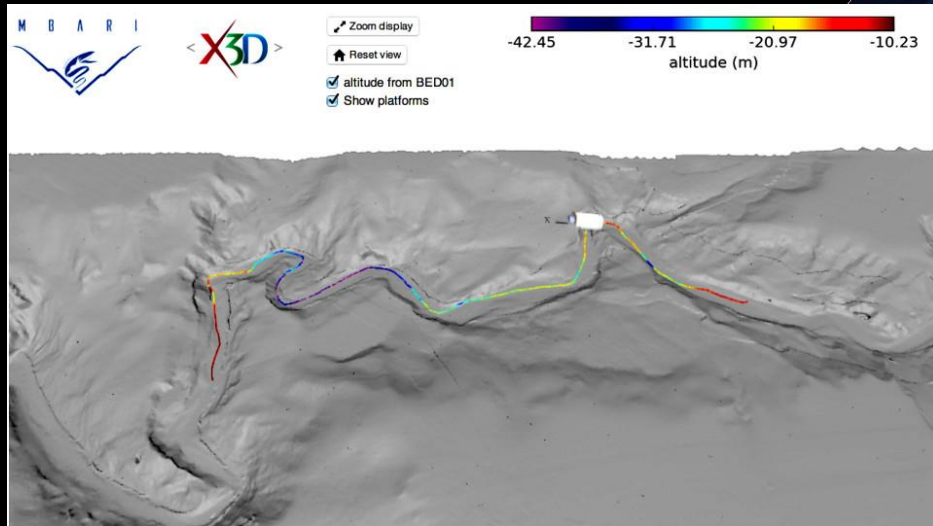 MBARI
< X3D >
Zoom display
Reset view
altitude from BED01
Show platforms
-42.45 -31.71 -20.97 -10.23
altitude (m)
X